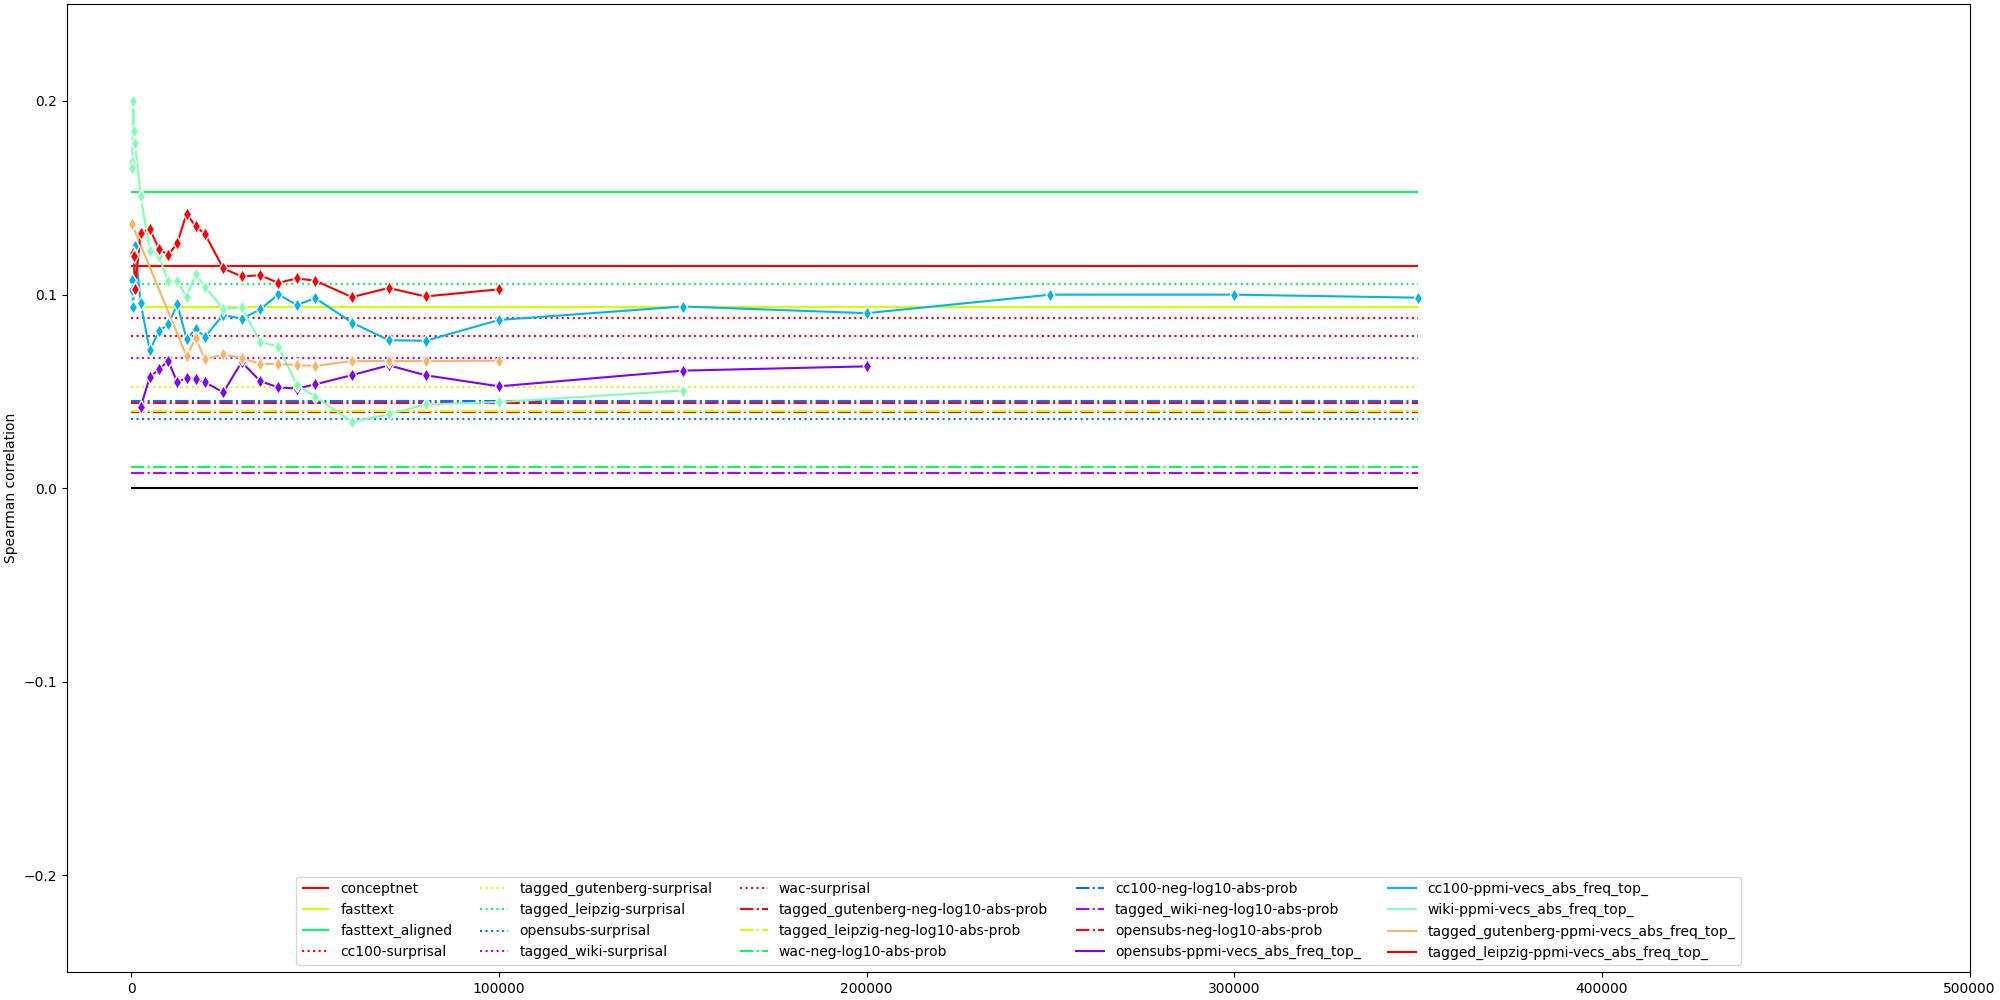 0.2
0.1
0.0
−0.1
−0.2
Spearman correlation
conceptnet
fasttext
fasttext_aligned
cc100-surprisal
tagged_gutenberg-surprisal
tagged_leipzig-surprisal
opensubs-surprisal
tagged_wiki-surprisal
wac-surprisal
tagged_gutenberg-neg-log10-abs-prob
tagged_leipzig-neg-log10-abs-prob
wac-neg-log10-abs-prob
cc100-neg-log10-abs-prob
tagged_wiki-neg-log10-abs-prob
opensubs-neg-log10-abs-prob
opensubs-ppmi-vecs_abs_freq_top_
cc100-ppmi-vecs_abs_freq_top_
wiki-ppmi-vecs_abs_freq_top_
tagged_gutenberg-ppmi-vecs_abs_freq_top_
tagged_leipzig-ppmi-vecs_abs_freq_top_
0
100000
200000
300000
400000
500000